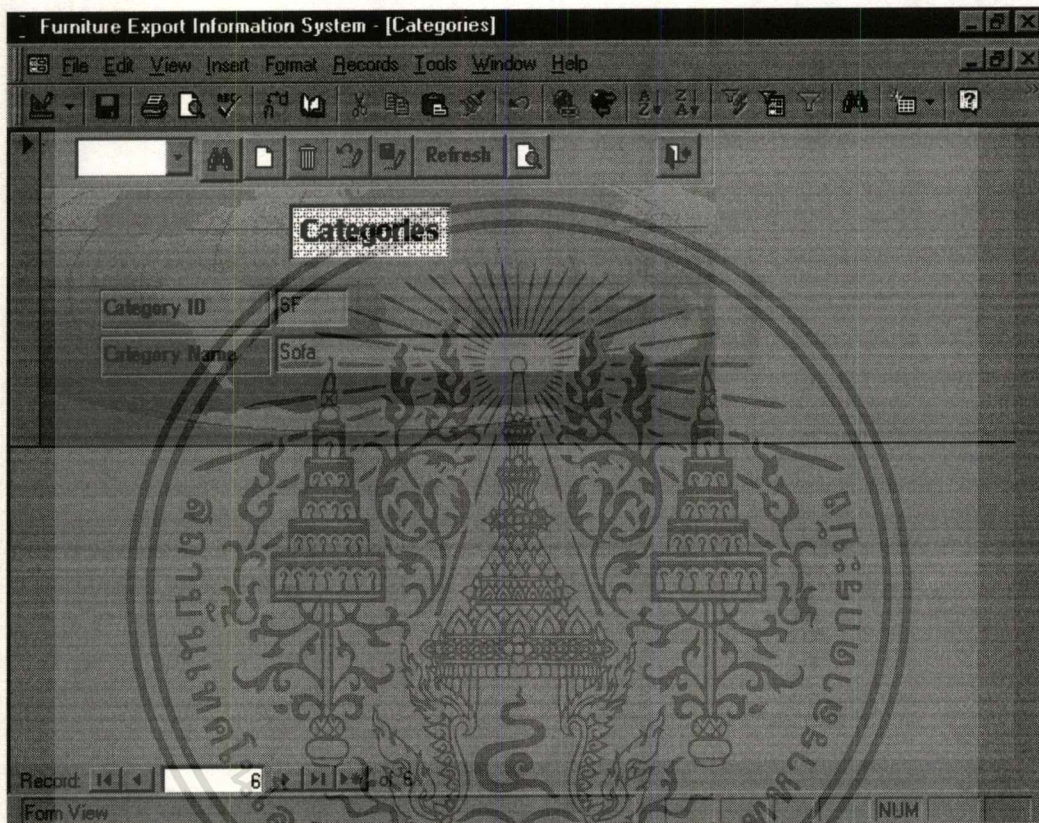 Furniture Export Information System - [Categories]
File Edit View Insert Format Records Tools Window Help
Refresh
Categories
Category ID SF
Category Name Sofa
Record: 6 of 6
Form View NUM